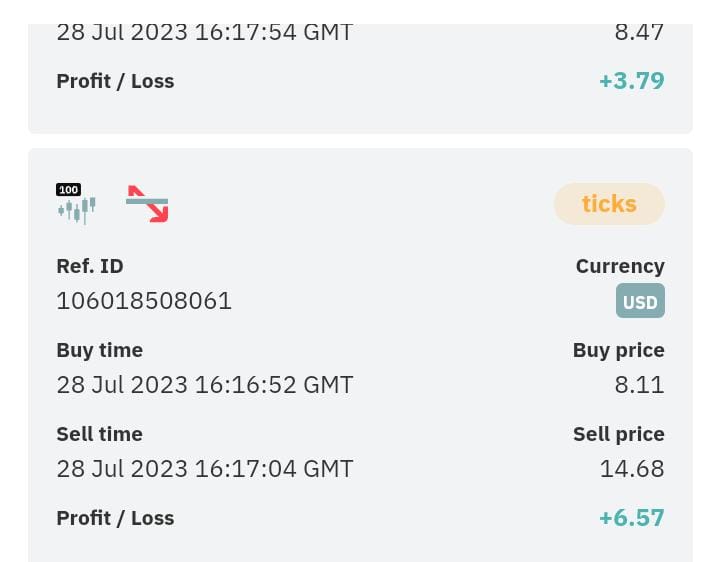 28 Jul 2023 16:17:54 GMT 8.47
Profit / Loss +3.79
100 ticks
Ref. ID Currency
106018508061 USD
Buy time Buy price
28 Jul 2023 16:16:52 GMT 8.11
Sell time Sell price
28 Jul 2023 16:17:04 GMT 14.68
Profit / Loss +6.57